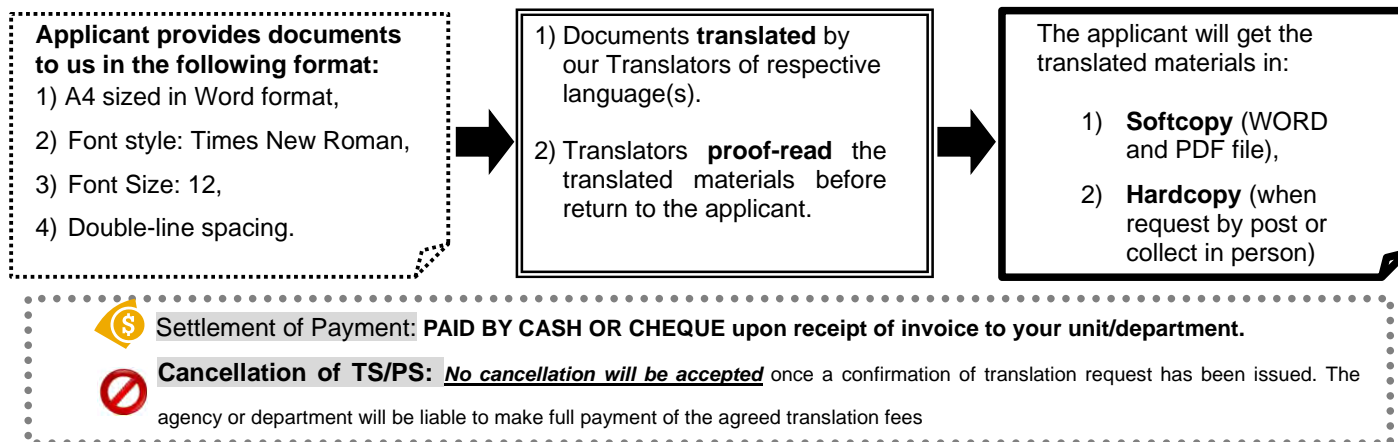 Applicant provides documents
to us in the following format:
1) A4 sized in Word format,
2) Font style: Times New Roman,
3) Font Size: 12,
4) Double-line spacing.
1) Documents translated by
our Translators of respective
language(s).
2) Translators proof-read the
translated materials before
return to the applicant.
The applicant will get the
translated materials in:
1) Softcopy (WORD
and PDF file),
2) Hardcopy (when
request by post or
collect in person)
$
Settlement of Payment: PAID BY CASH OR CHEQUE upon receipt of invoice to your unit/department.
Cancellation of TS/PS: No cancellation will be accepted once a confirmation of translation request has been issued. The
agency or department will be liable to make full payment of the agreed translation fees